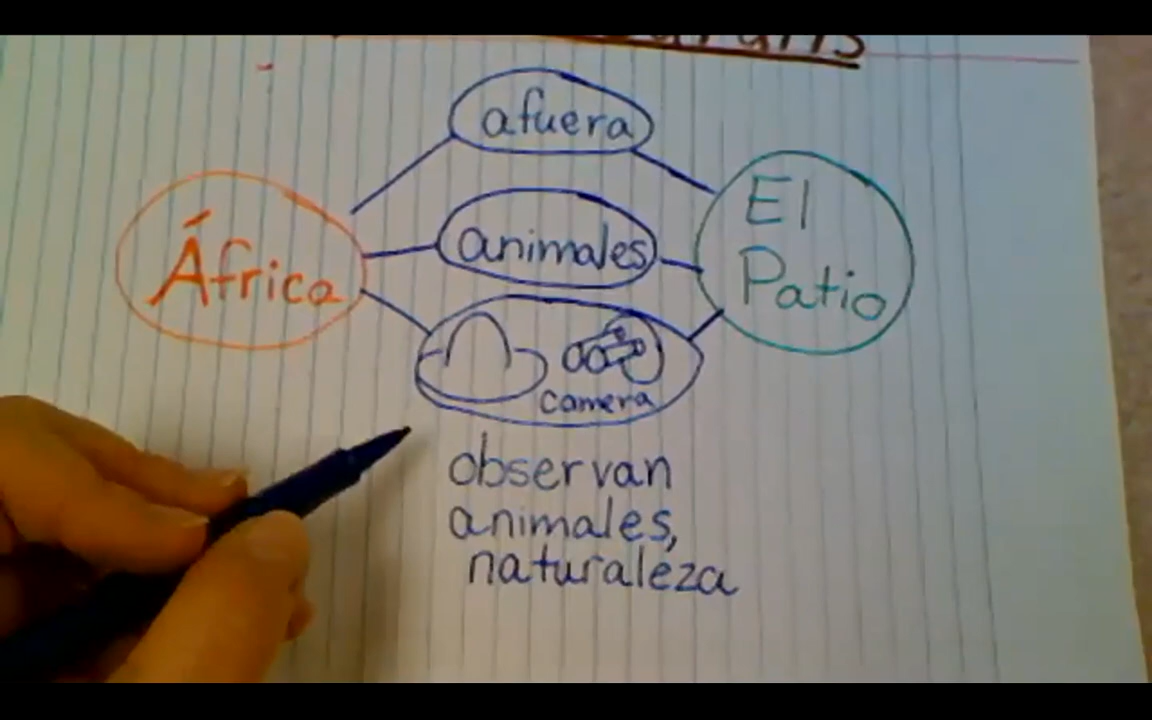 afuera
animales
África
El
Patio
camera
observan
animales,
naturaleza